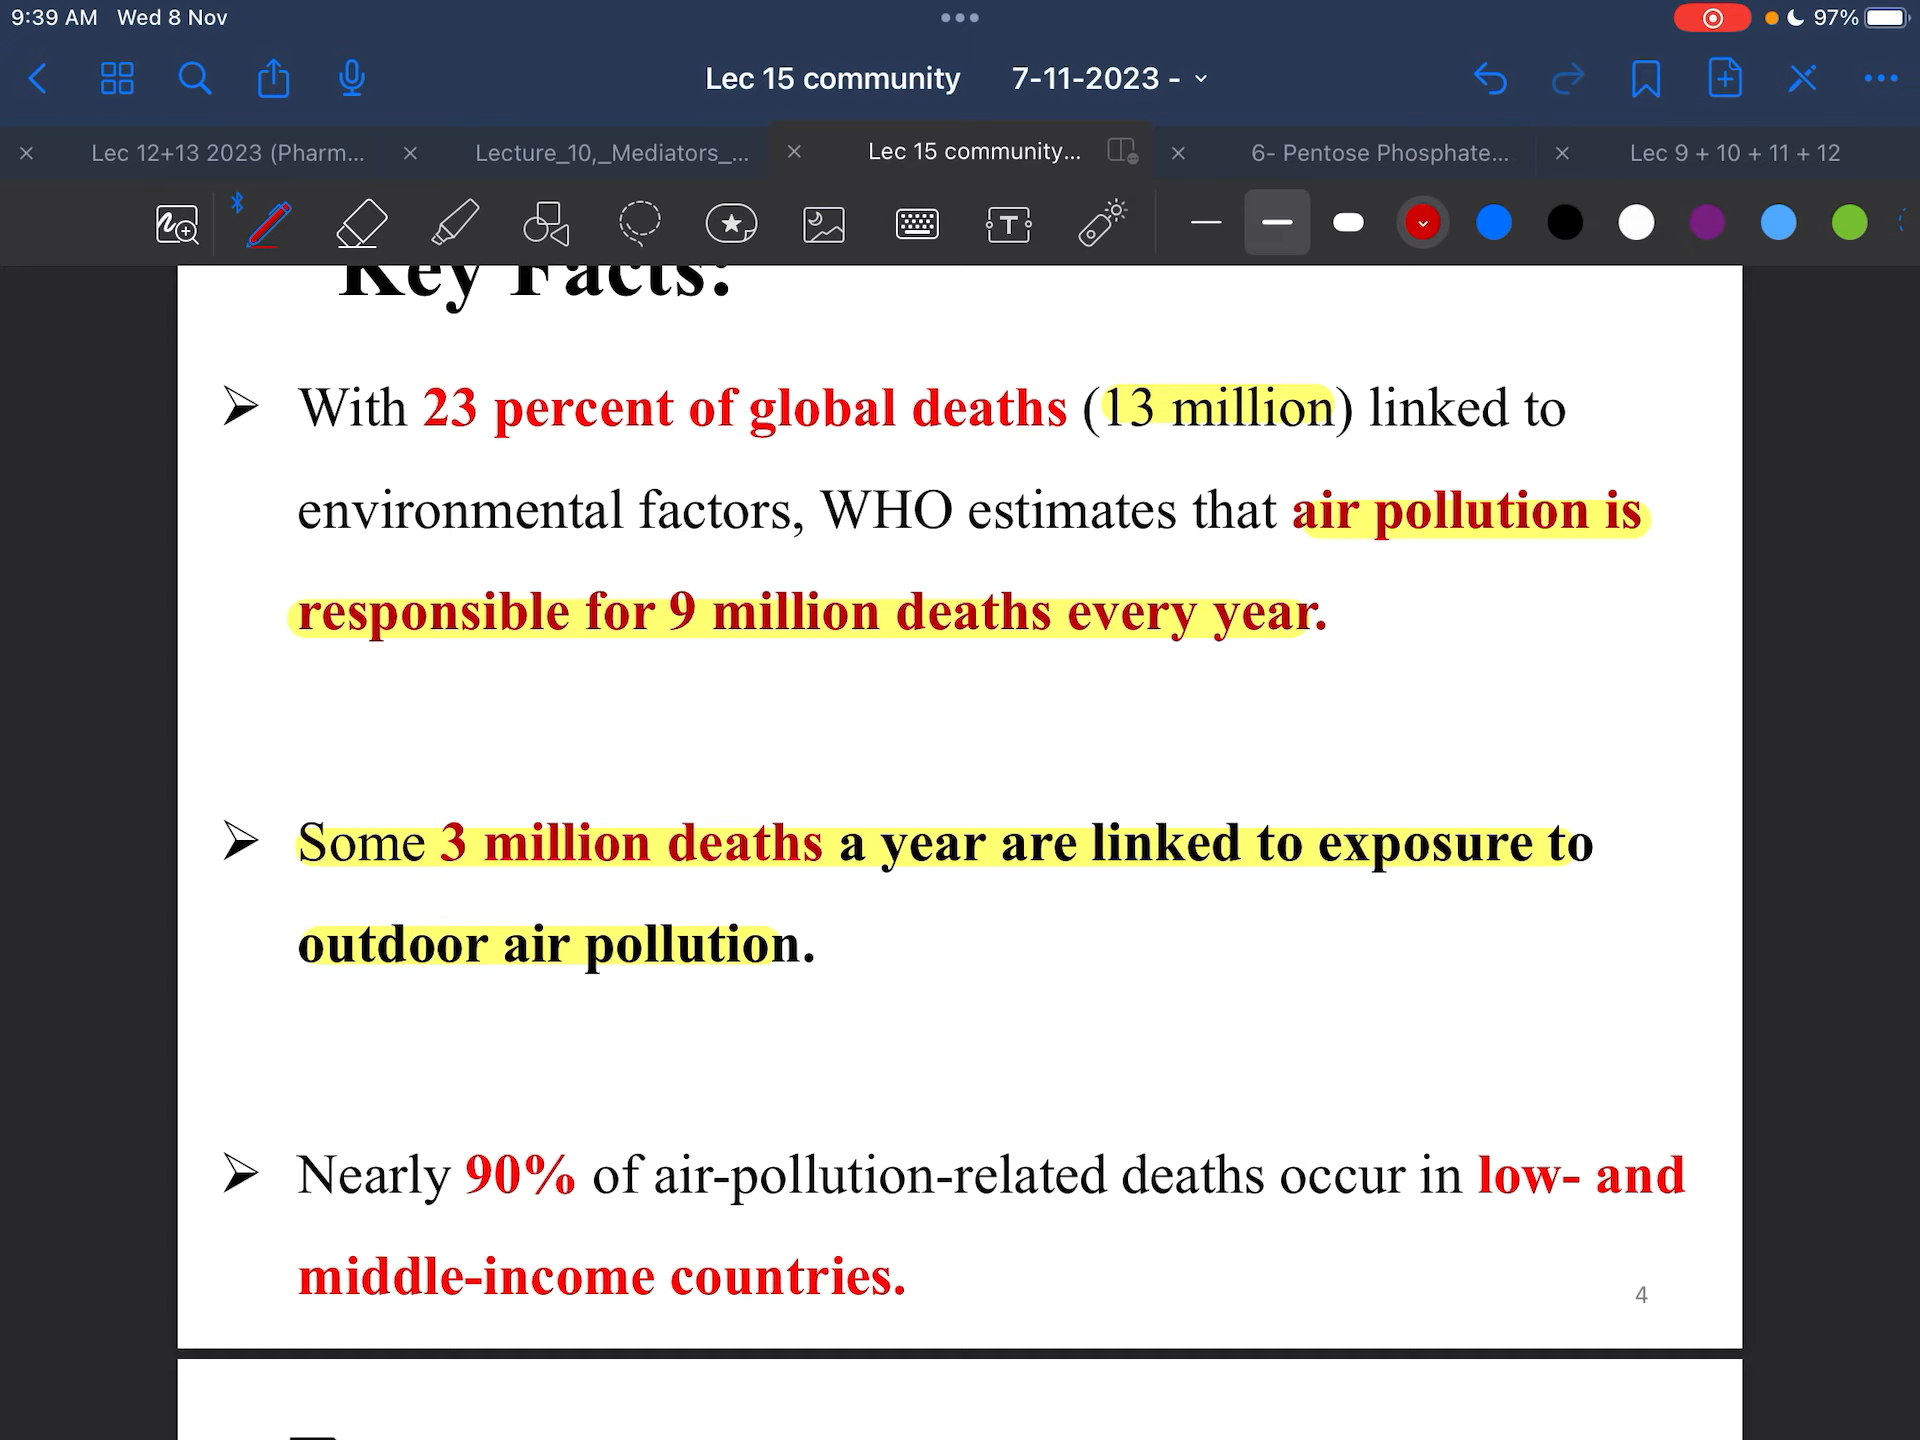 9:39 AM Wed 8 Nov
97%
Lec 15 community 7-11-2023 -
Lec 12+13 2023 (Pharm...
Lecture_10,_Mediators_...
Lec 15 community...
6- Pentose Phosphate...
Lec 9 + 10 + 11 + 12
Key Facts:
➢ With 23 percent of global deaths (13 million) linked to
environmental factors, WHO estimates that air pollution is
responsible for 9 million deaths every year.
➢ Some 3 million deaths a year are linked to exposure to
outdoor air pollution.
➢ Nearly 90% of air-pollution-related deaths occur in low- and
middle-income countries.
4